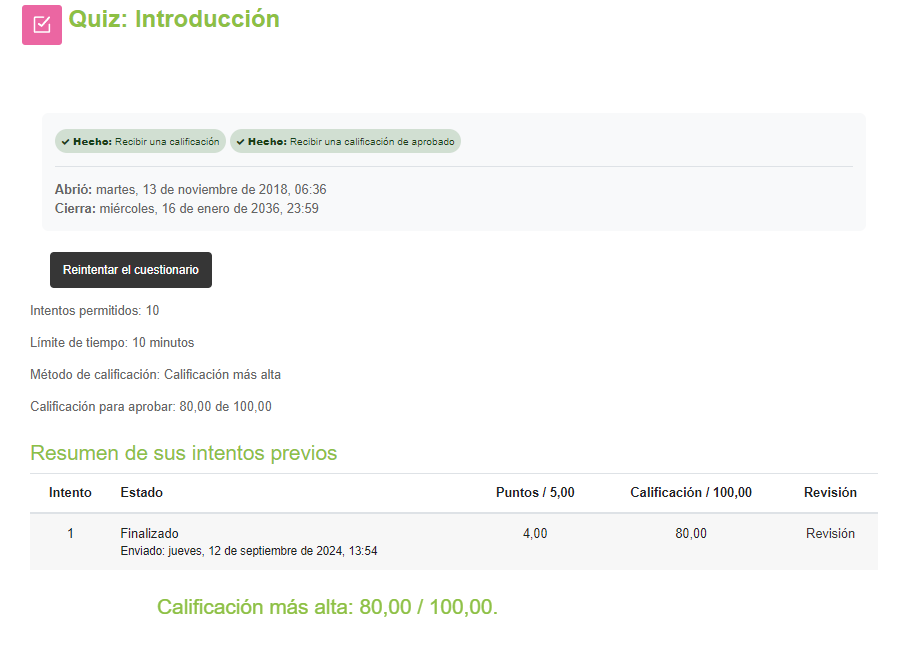 Quiz: Introducción
✓ Hecho: Recibir una calificación ✓ Hecho: Recibir una calificación de aprobado
Abrió: martes, 13 de noviembre de 2018, 06:36
Cierra: miércoles, 16 de enero de 2036, 23:59
Reintentar el cuestionario
Intentos permitidos: 10
Límite de tiempo: 10 minutos
Método de calificación: Calificación más alta
Calificación para aprobar: 80,00 de 100,00
Resumen de sus intentos previos
Intento Estado Puntos / 5,00 Calificación / 100,00 Revisión
1 Finalizado 4,00 80,00 Revisión
Enviado: jueves, 12 de septiembre de 2024, 13:54
Calificación más alta: 80,00 / 100,00.